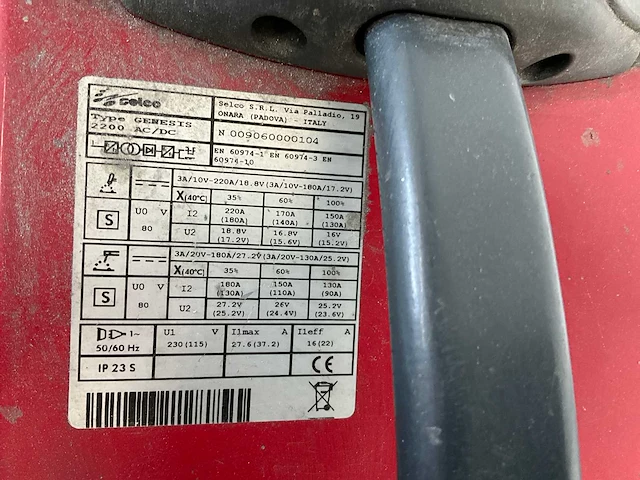 selco
Selco S.R.L. Via Palladio, 19
ONARA (PADOVA) - ITALY
Type GENESIS
2200 AC/DC
N 009060000104
EN 60974-1 EN 60974-3 EN
60974-10
3A/10V-220A/18.8V(3A/10V-180A/17.2V)
X(40°C) 35% 60% 100%
S U0 V I2 220A 170A 150A
(180A) (140A) (130A)
80 U2 18.8V 16.8V 16V
(17.2V) (15.6V) (15.2V)
3A/20V-180A/27.2V(3A/20V-130A/25.2V)
X(40°C) 35% 60% 100%
S U0 V I2 180A 150A 130A
(130A) (110A) (90A)
80 U2 27.2V 26V 25.2V
(25.2V) (24.4V) (23.6V)
1~ U1 V I1max A I1eff A
50/60 Hz 230 (115) 27.6(37.2) 16(22)
IP 23 S CE